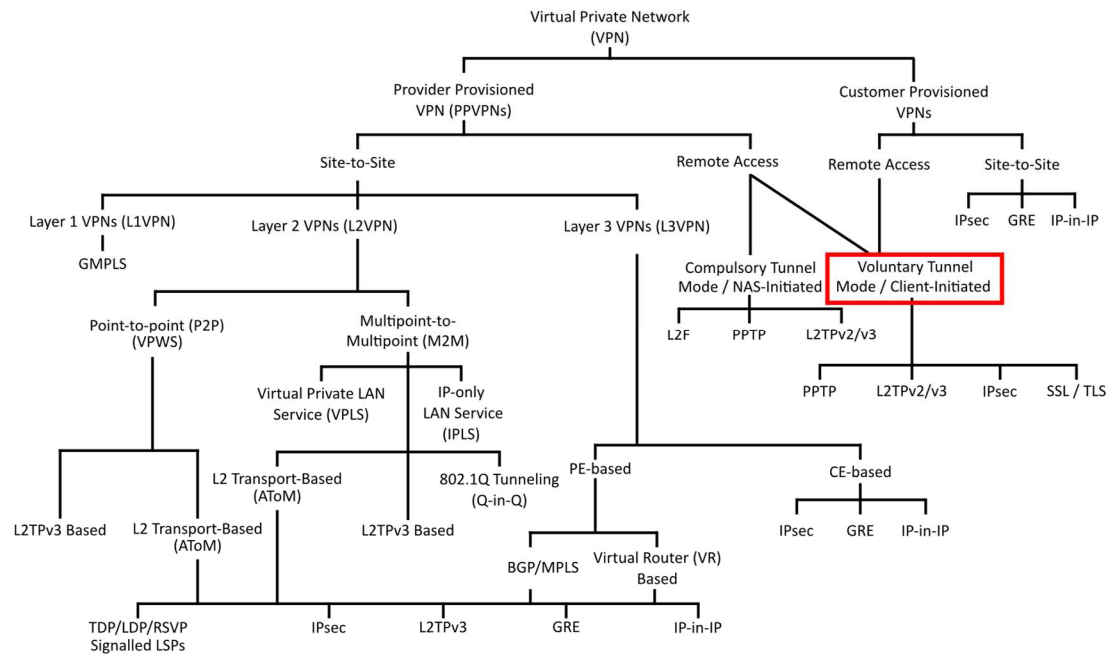 Virtual Private Network
(VPN)
Provider Provisioned
VPN (PPVPNs)
Customer Provisioned
VPNs
Site-to-Site
Remote Access
Remote Access
Site-to-Site
IPsec
GRE
IP-in-IP
Layer 1 VPNs (L1VPN)
Layer 2 VPNs (L2VPN)
Layer 3 VPNs (L3VPN)
GMPLS
Compulsory Tunnel
Mode / NAS-Initiated
Voluntary Tunnel
Mode / Client-Initiated
L2F
PPTP
L2TPv2/v3
Point-to-point (P2P)
(VPWS)
Multipoint-to-
Multipoint (M2M)
PPTP
L2TPv2/v3
IPsec
SSL / TLS
Virtual Private LAN
Service (VPLS)
IP-only
LAN Service
(IPLS)
PE-based
CE-based
L2 Transport-Based
(AToM)
802.1Q Tunneling
(Q-in-Q)
L2TPv3 Based
L2 Transport-Based
(AToM)
L2TPv3 Based
IPsec
GRE
IP-in-IP
BGP/MPLS
Virtual Router (VR)
Based
TDP/LDP/RSVP
Signalled LSPs
IPsec
L2TPv3
GRE
IP-in-IP